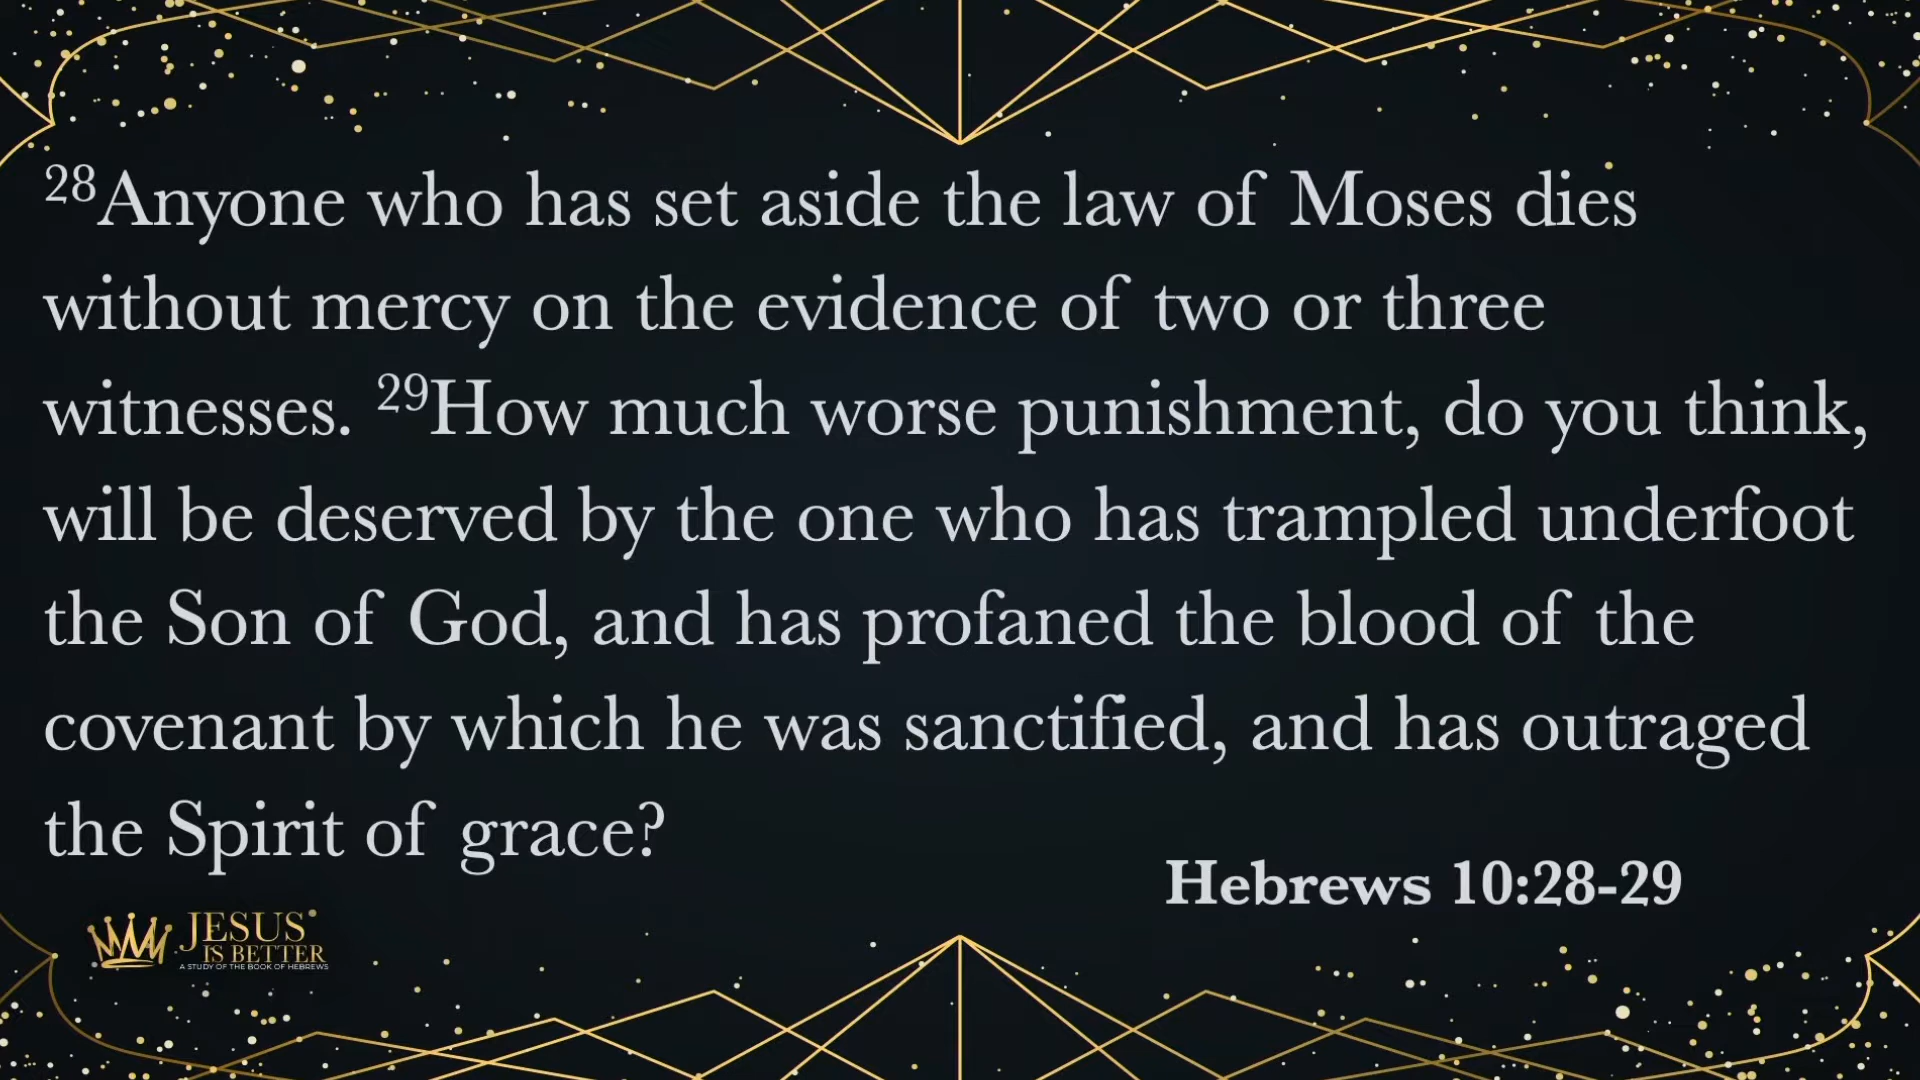 ²⁸Anyone who has set aside the law of Moses dies
without mercy on the evidence of two or three
witnesses. ²⁹How much worse punishment, do you think,
will be deserved by the one who has trampled underfoot
the Son of God, and has profaned the blood of the
covenant by which he was sanctified, and has outraged
the Spirit of grace?
Hebrews 10:28-29
JESUS
IS BETTER
A STUDY OF THE BOOK OF HEBREWS